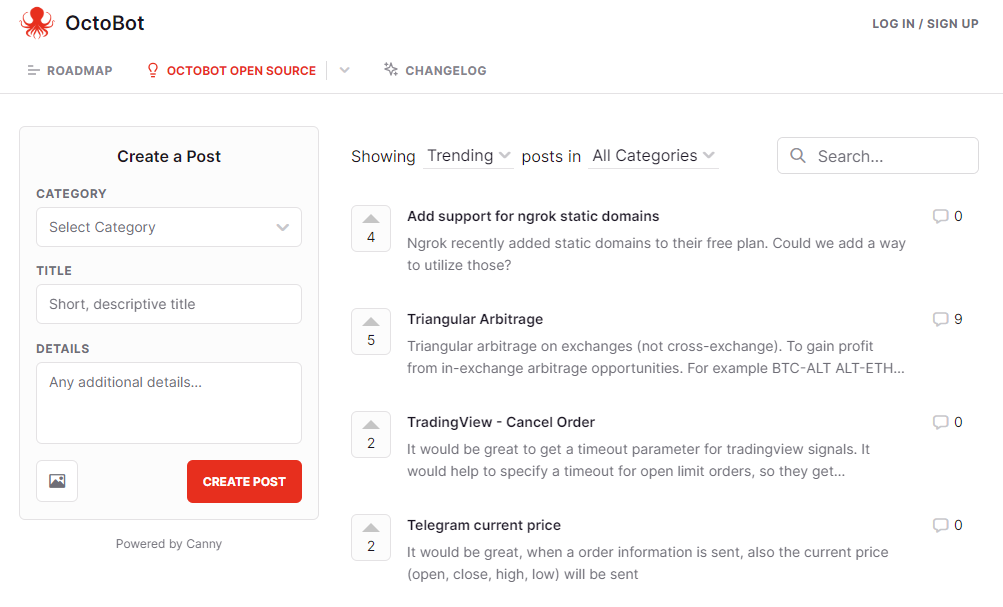 OctoBot
LOG IN / SIGN UP
ROADMAP
OCTOBOT OPEN SOURCE
CHANGELOG
Create a Post
CATEGORY
Select Category
TITLE
Short, descriptive title
DETAILS
Any additional details...
CREATE POST
Powered by Canny
Showing Trending posts in All Categories
Search...
4
Add support for ngrok static domains
0
Ngrok recently added static domains to their free plan. Could we add a way
to utilize those?
5
Triangular Arbitrage
9
Triangular arbitrage on exchanges (not cross-exchange). To gain profit
from in-exchange arbitrage opportunities. For example BTC-ALT ALT-ETH...
2
TradingView - Cancel Order
0
It would be great to get a timeout parameter for tradingview signals. It
would help to specify a timeout for open limit orders, so they get...
2
Telegram current price
0
It would be great, when a order information is sent, also the current price
(open, close, high, low) will be sent